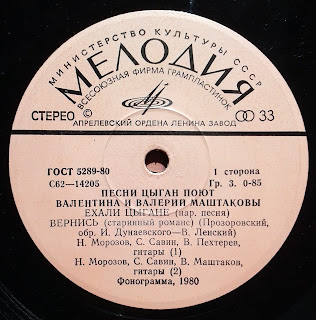 МИНИСТЕРСТВО КУЛЬТУРЫ СССР
МЕЛОДИЯ
ВСЕСОЮЗНАЯ ФИРМА ГРАМПЛАСТИНОК
СТЕРЕО
33
АПРЕЛЕВСКИЙ ОРДЕНА ЛЕНИНА ЗАВОД
ГОСТ 5289-80 1 сторона
С62—14205 Гр. 3. 0-85
ПЕСНИ ЦЫГАН ПОЮТ
ВАЛЕНТИНА И ВАЛЕРИЙ МАШТАКОВЫ
ЕХАЛИ ЦЫГАНЕ (нар. песня)
ВЕРНИСЬ (старинный романс) (Прозоровский,
обр. И. Дунаевского—В. Ленский)
Н. Морозов, С. Савин, В. Пехтерев,
гитары (1)
Н. Морозов, С. Савин, В. Маштаков,
гитары (2)
Фонограмма, 1980